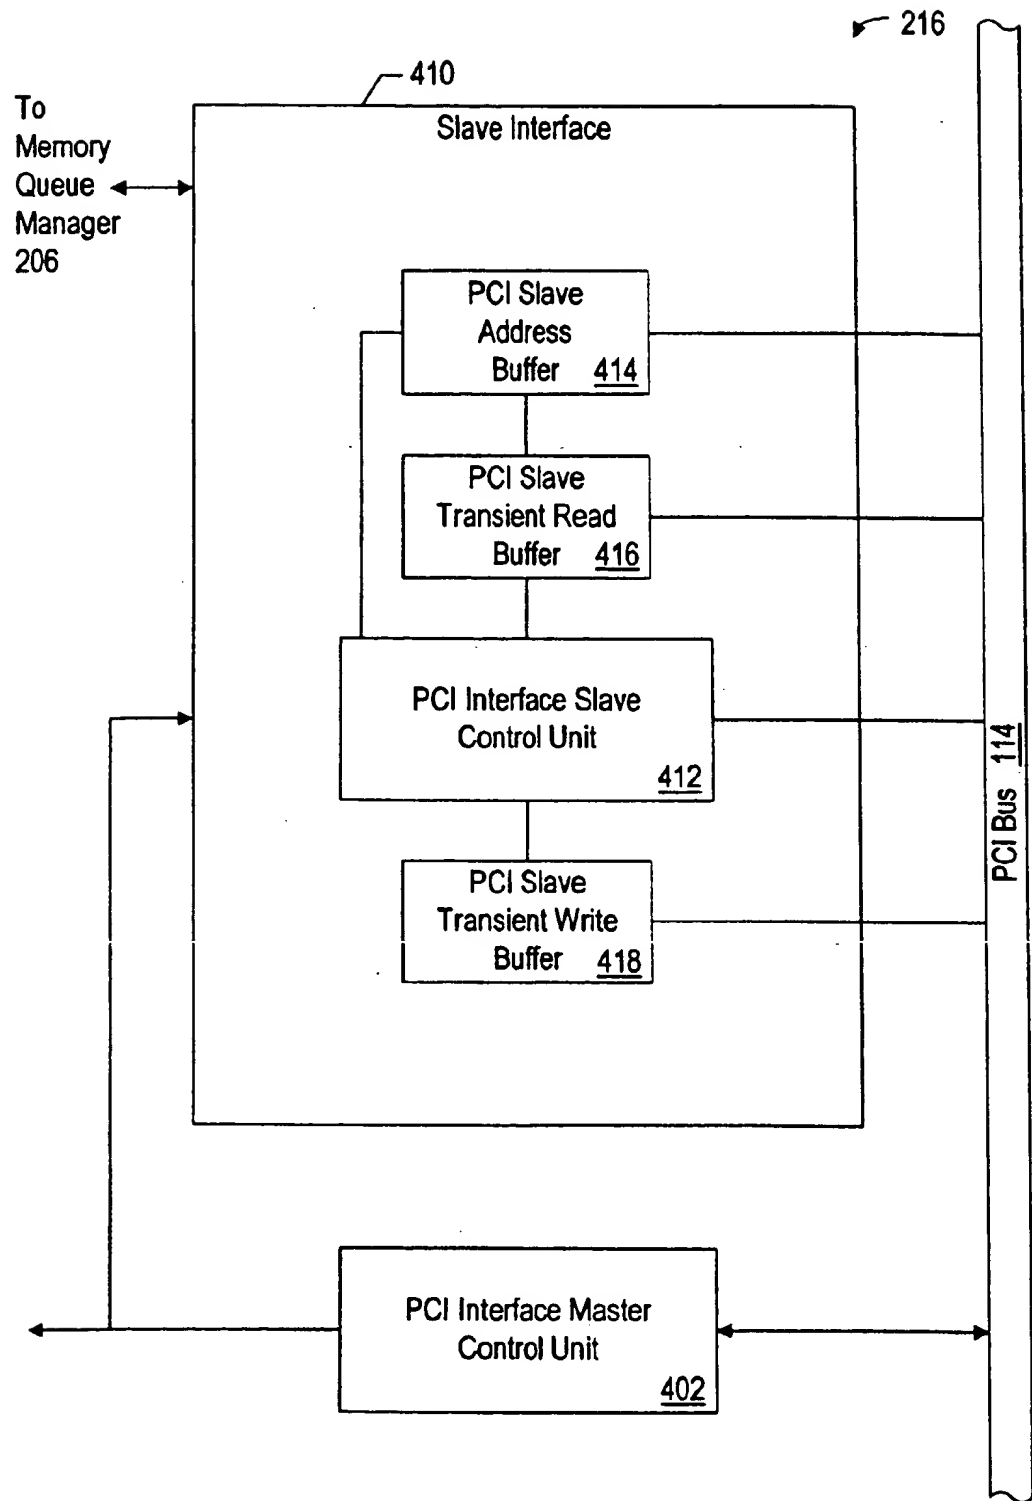 216
410
To
Memory
Queue
Manager
206
Slave Interface
PCI Slave
Address
Buffer 414
PCI Slave
Transient Read
Buffer 416
PCI Interface Slave
Control Unit
412
PCI Slave
Transient Write
Buffer 418
PCI Bus 114
PCI Interface Master
Control Unit
402